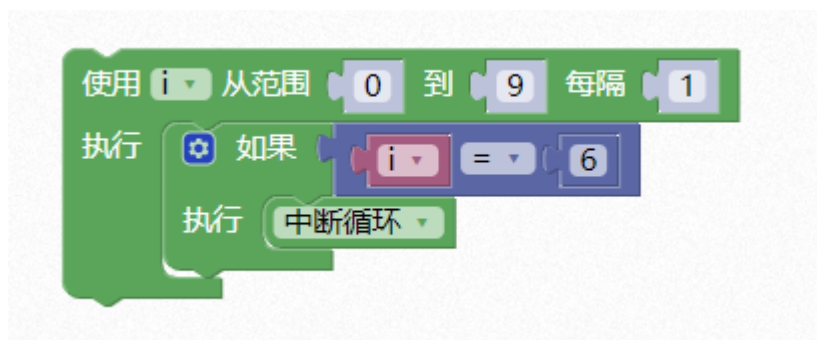 使用 i 从范围 0 到 9 每隔 1
执行 如果 i = 6
执行 中断循环